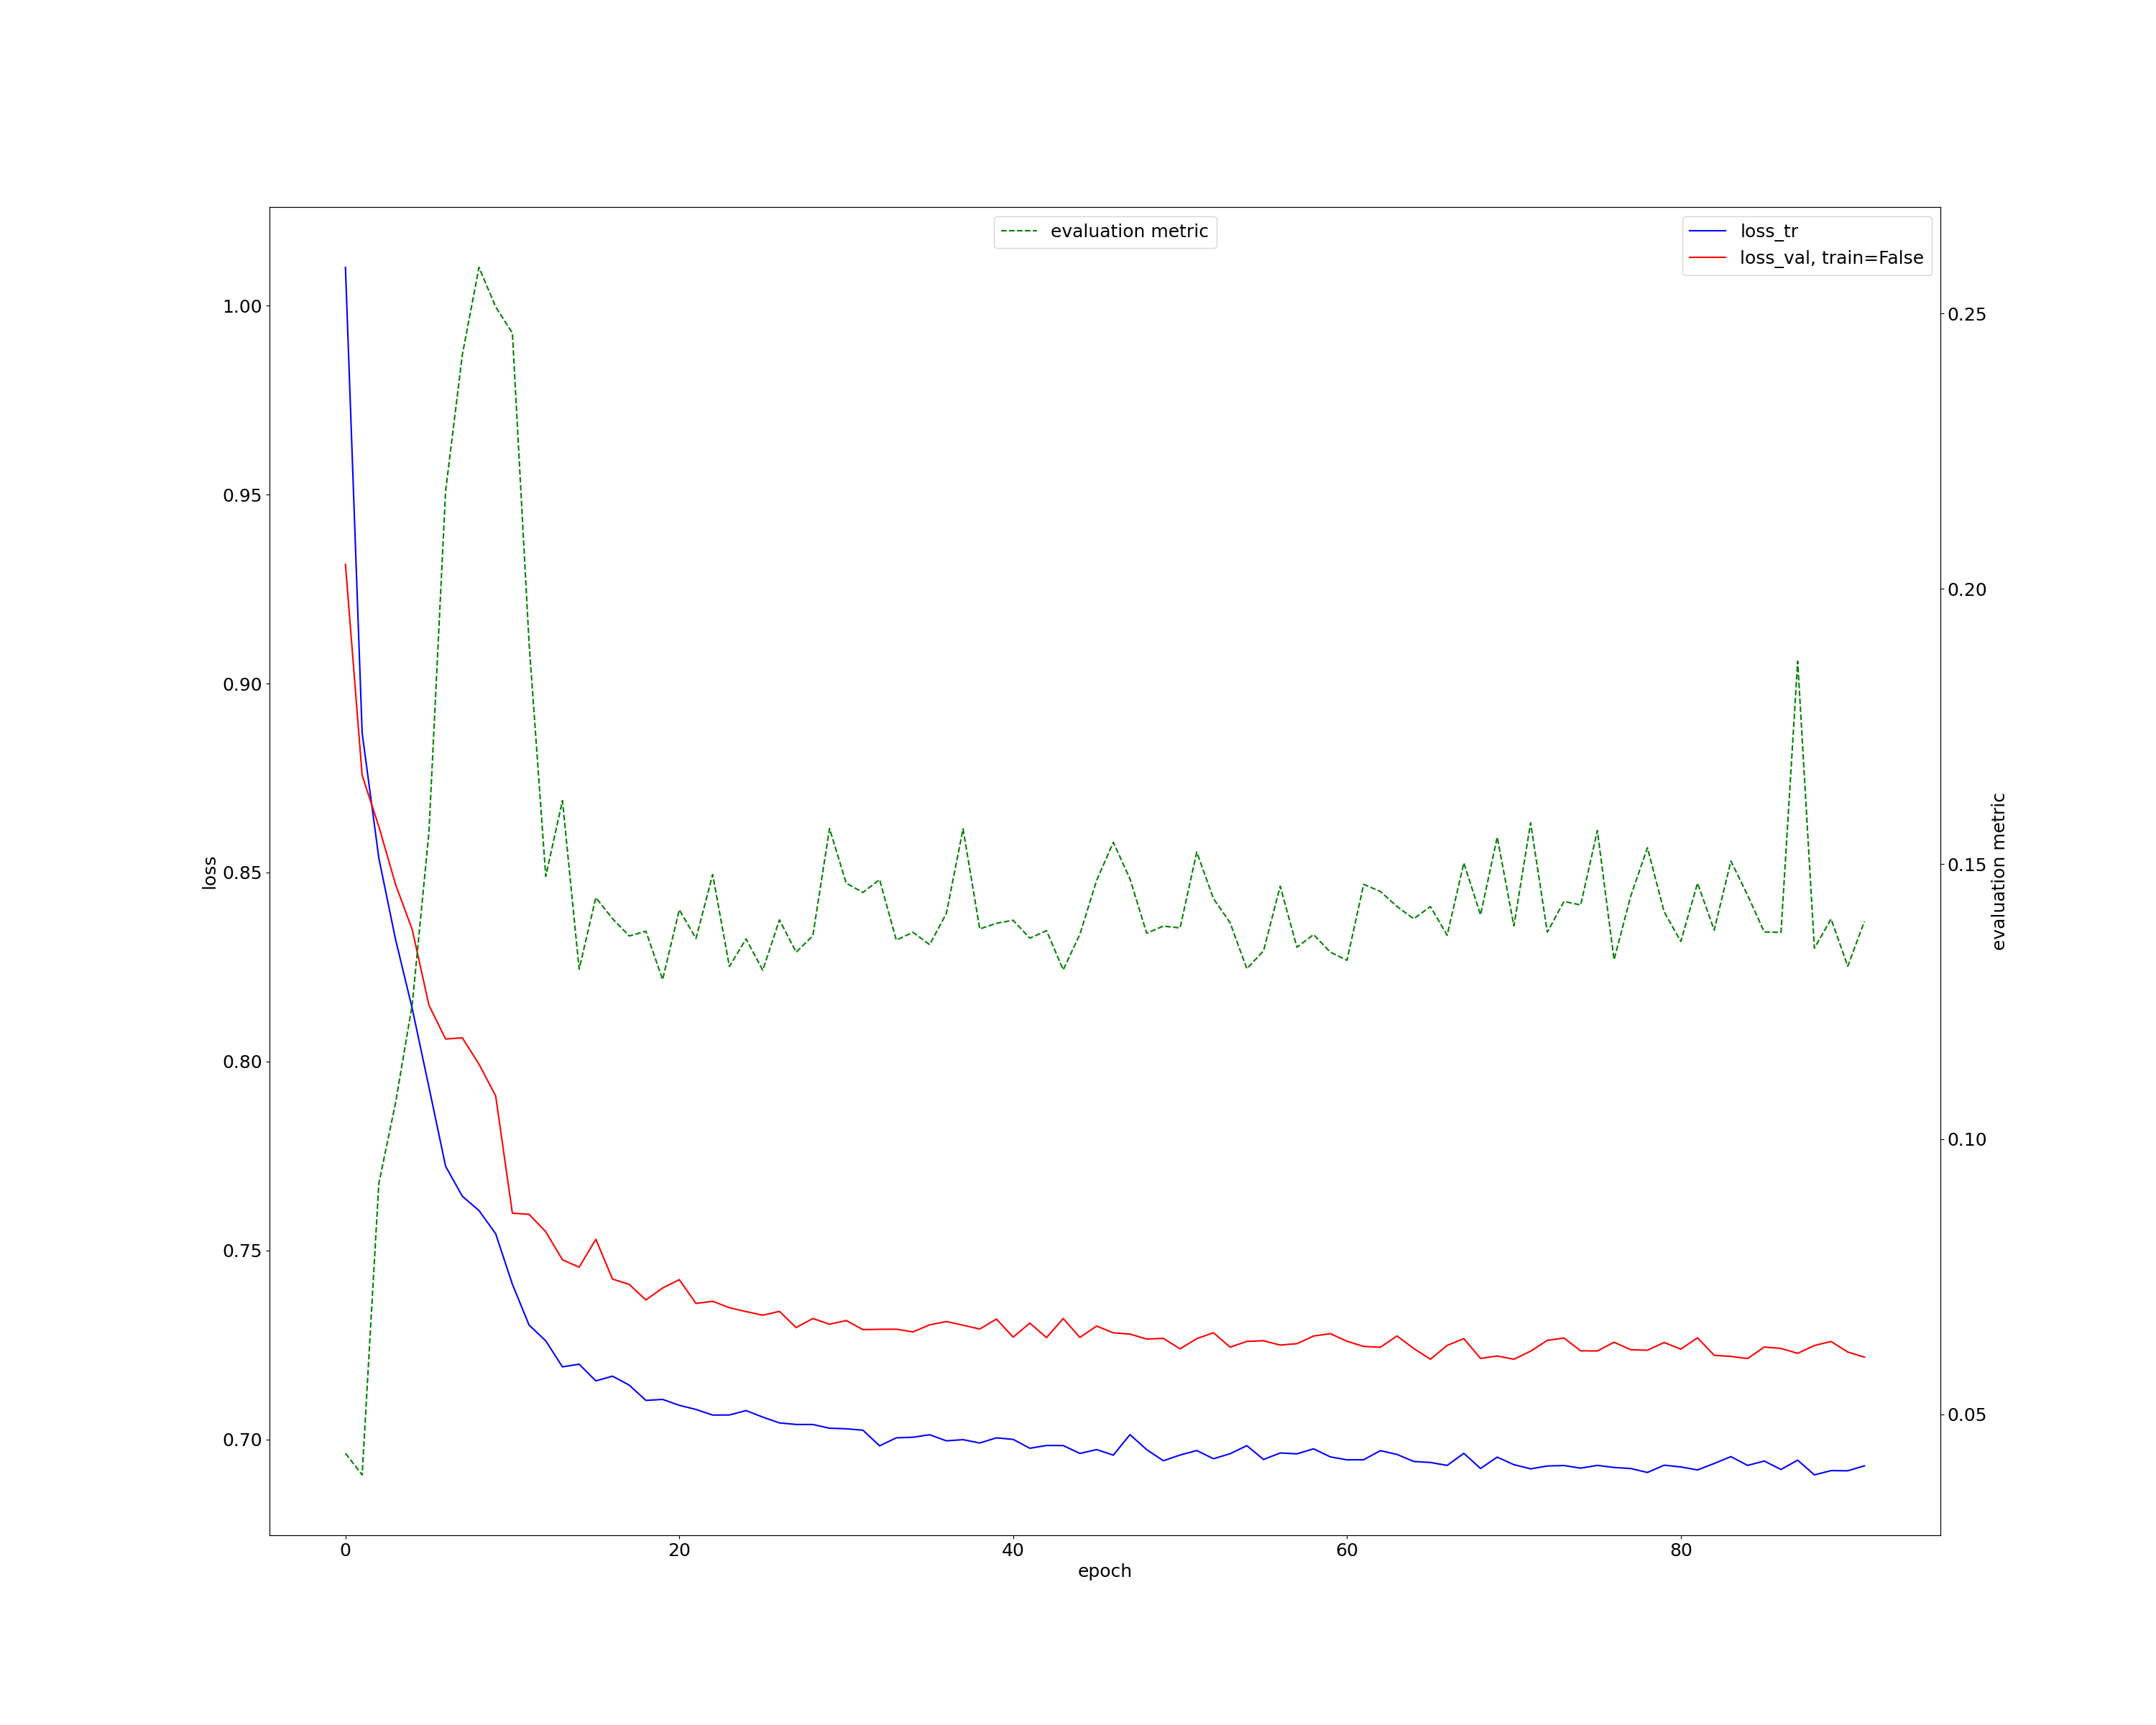 evaluation metric
loss_tr
loss_val, train=False
1.00
0.95
0.90
0.85
0.80
0.75
0.70
loss
0.25
0.20
0.15
0.10
0.05
evaluation metric
0 20 40 60 80
epoch